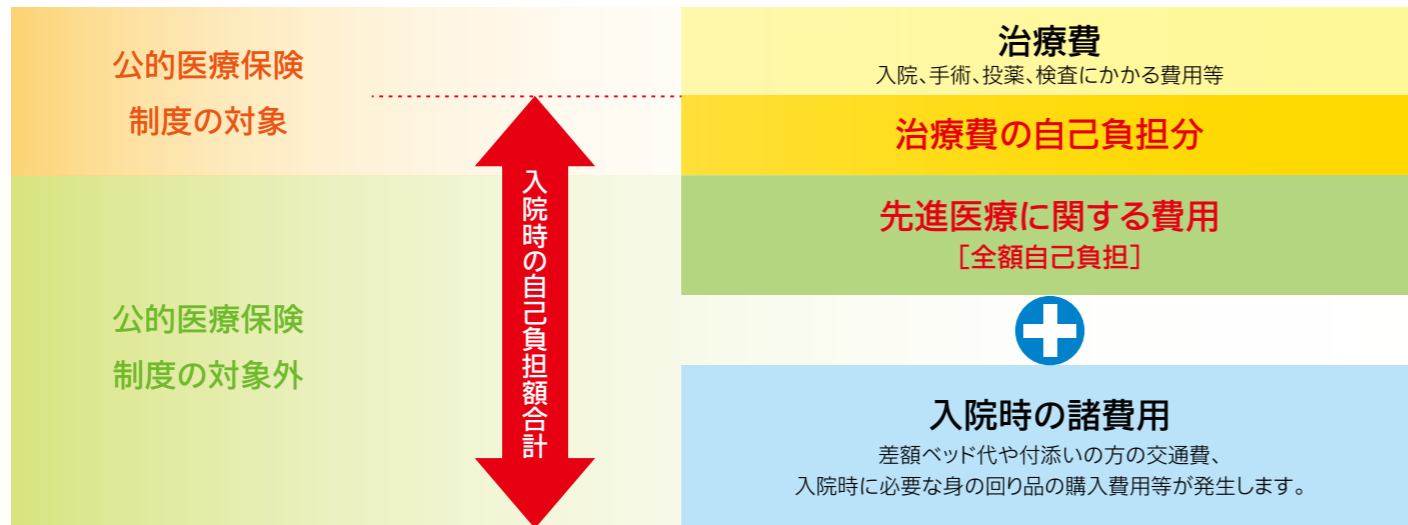 公的医療保険
制度の対象
治療費
入院、手術、投薬、検査にかかる費用等
治療費の自己負担分
入院時の自己負担額合計
公的医療保険
制度の対象外
先進医療に関する費用
［全額自己負担］
入院時の諸費用
差額ベッド代や付添いの方の交通費、
入院時に必要な身の回り品の購入費用等が発生します。